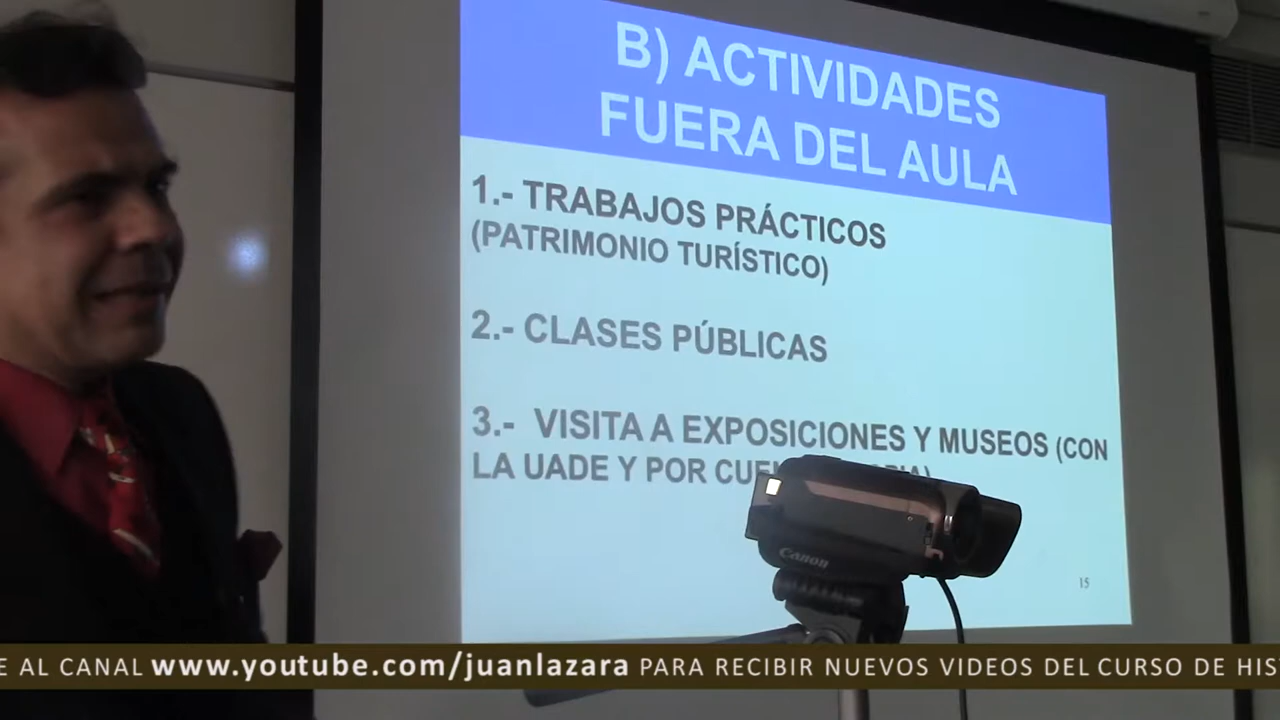 B) ACTIVIDADES
FUERA DEL AULA
1.- TRABAJOS PRÁCTICOS
(PATRIMONIO TURÍSTICO)
2.- CLASES PÚBLICAS
3.- VISITA A EXPOSICIONES Y MUSEOS (CON
LA UADE Y POR
15
Canon
AL CANAL www.youtube.com/juanlazara PARA RECIBIR NUEVOS VIDEOS DEL CURSO DE